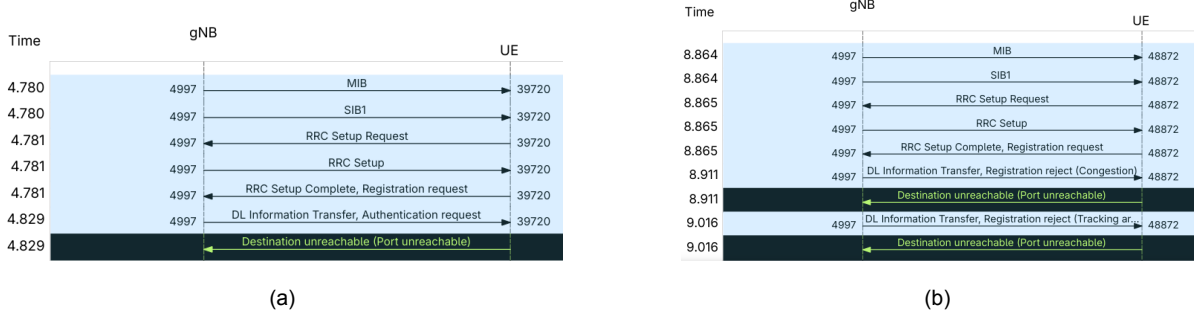 gNB
Time
UE
4.780 4997 MIB 39720
4.780 4997 SIB1 39720
4.781 4997 RRC Setup Request 39720
4.781 4997 RRC Setup 39720
4.781 4997 RRC Setup Complete, Registration request 39720
4.829 4997 DL Information Transfer, Authentication request 39720
4.829 Destination unreachable (Port unreachable)
(a)
gNB
Time
UE
8.864 4997 MIB 48872
8.864 4997 SIB1 48872
8.865 4997 RRC Setup Request 48872
8.865 4997 RRC Setup 48872
8.865 4997 RRC Setup Complete, Registration request 48872
8.911 4997 DL Information Transfer, Registration reject (Congestion) 48872
8.911 Destination unreachable (Port unreachable)
9.016 4997 DL Information Transfer, Registration reject (Tracking ar... 48872
9.016 Destination unreachable (Port unreachable)
(b)